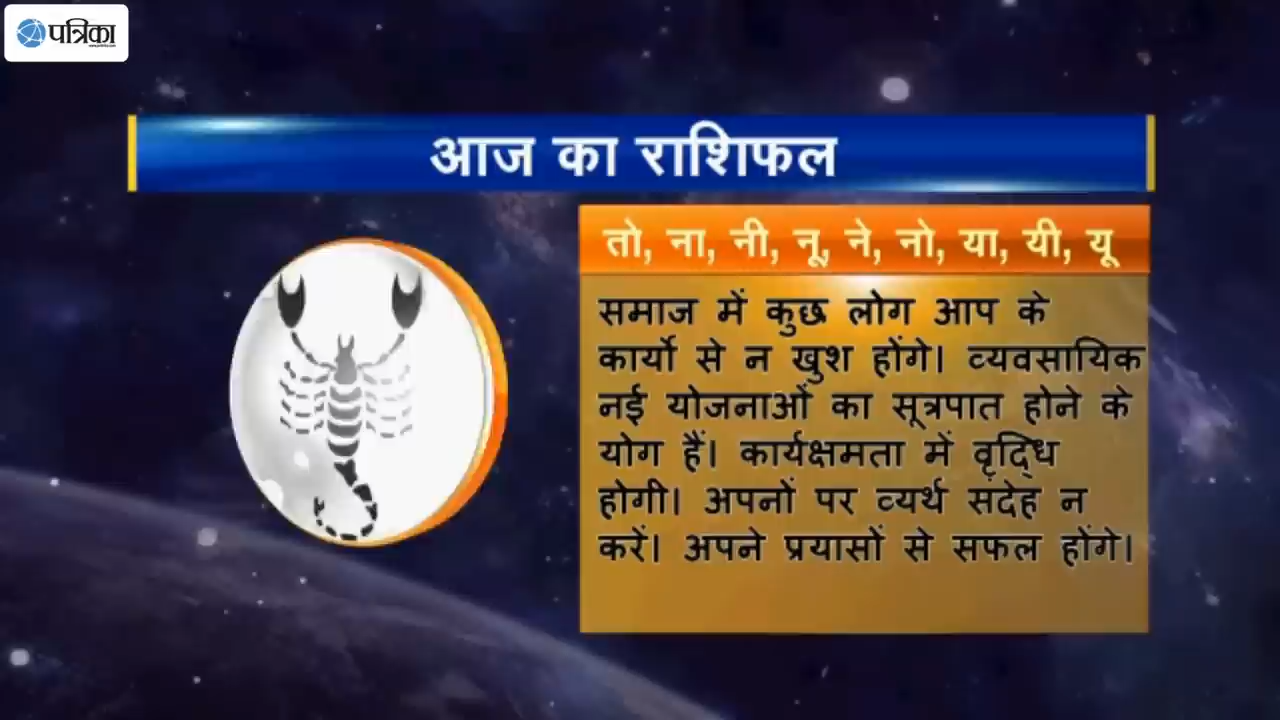 पत्रिका
आज का राशिफल
तो, ना, नी, नू, ने, नो, या, यी, यू
समाज में कुछ लोग आप के
कार्यो से न खुश होंगे। व्यवसायिक
नई योजनाओं का सूत्रपात होने के
योग हैं। कार्यक्षमता में वृद्धि
होगी। अपनों पर व्यर्थ संदेह न
करें। अपने प्रयासों से सफल होंगे।